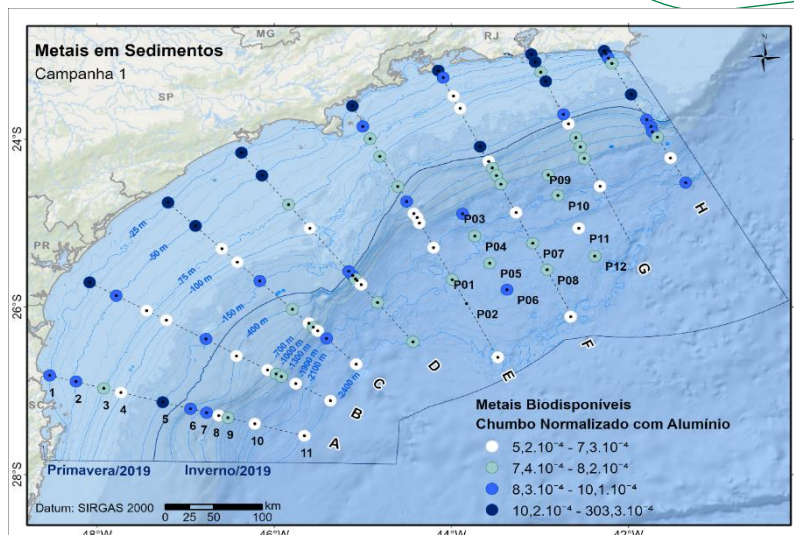 Metais em Sedimentos
Campanha 1
MG
RJ
SP
PR
SC
24°S
26°S
28°S
24°S
26°S
28°S
-25 m
-50 m
-75 m
-100 m
-150 m
-400 m
-700 m
-1000 m
-1300 m
-1900 m
-2100 m
-2400 m
P09
P10
P03
P04
P11
P07
P12
P05
P08
P01
P06
P02
H
G
F
E
D
C
B
A
1
2
3
4
5
6
7
8
9
10
11
Primavera/2019
Inverno/2019
Metais Biodisponíveis
Chumbo Normalizado com Alumínio
5,2.10⁻⁴ - 7,3.10⁻⁴
7,4.10⁻⁴ - 8,2.10⁻⁴
8,3.10⁻⁴ - 10,1.10⁻⁴
10,2.10⁻⁴ - 303,3.10⁻⁴
Datum: SIRGAS 2000
km
0 25 50 100
48°W
46°W
44°W
42°W